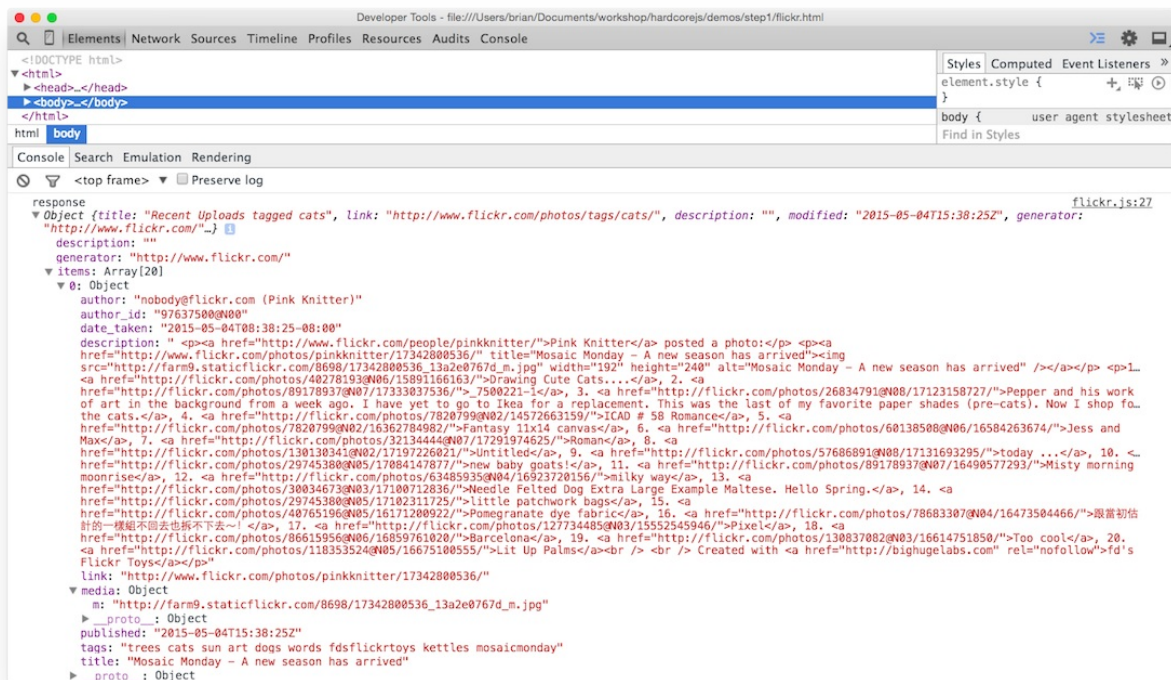 Developer Tools - file:///Users/brian/Documents/workshop/hardcorejs/demos/step1/flickr.html
Elements Network Sources Timeline Profiles Resources Audits Console
<!DOCTYPE html>
▼<html>
▶<head>…</head>
▶<body>…</body>
</html>
html body
Styles Computed Event Listeners »
element.style {
}
body { user agent stylesheet
Find in Styles
Console Search Emulation Rendering
<top frame> ▼ Preserve log
response flickr.js:27
▼Object {title: "Recent Uploads tagged cats", link: "http://www.flickr.com/photos/tags/cats/", description: "", modified: "2015-05-04T15:38:25Z", generator:
"http://www.flickr.com/"…}
description: ""
generator: "http://www.flickr.com/"
▼items: Array[20]
▼0: Object
author: "nobody@flickr.com (Pink Knitter)"
author_id: "97637500@N00"
date_taken: "2015-05-04T08:38:25-08:00"
description: " <p><a href="http://www.flickr.com/people/pinkknitter/">Pink Knitter</a> posted a photo:</p> <p><a
href="http://www.flickr.com/photos/pinkknitter/17342800536/" title="Mosaic Monday – A new season has arrived"><img
src="http://farm9.staticflickr.com/8698/17342800536_13a2e0767d_m.jpg" width="192" height="240" alt="Mosaic Monday – A new season has arrived" /></a></p> <p>1…
<a href="http://flickr.com/photos/40278193@N06/15891166163/">Drawing Cute Cats....</a>, 2. <a
href="http://flickr.com/photos/89178937@N07/17333037536/">_7500221-1</a>, 3. <a href="http://flickr.com/photos/26834791@N08/17123158727/">Pepper and his work
of art in the background from a week ago. I have yet to go to Ikea for a replacement. This was the last of my favorite paper shades (pre-cats). Now I shop fo…
the cats.</a>, 4. <a href="http://flickr.com/photos/7820799@N02/14572663159/">ICAD # 58 Romance</a>, 5. <a
href="http://flickr.com/photos/7820799@N02/16362784982/">Fantasy 11x14 canvas</a>, 6. <a href="http://flickr.com/photos/60138508@N06/16584263674/">Jess and
Max</a>, 7. <a href="http://flickr.com/photos/32134444@N07/17291974625/">Roman</a>, 8. <a
href="http://flickr.com/photos/130130341@N02/17197226021/">Untitled</a>, 9. <a href="http://flickr.com/photos/57686891@N08/17131693295/">today ...</a>, 10. <…
href="http://flickr.com/photos/29745380@N05/17084147877/">new baby goats!</a>, 11. <a href="http://flickr.com/photos/89178937@N07/16490577293/">Misty morning
moonrise</a>, 12. <a href="http://flickr.com/photos/63485935@N04/16923720156/">milky way</a>, 13. <a
href="http://flickr.com/photos/30034673@N03/17100712836/">Needle Felted Dog Extra Large Example Maltese. Hello Spring.</a>, 14. <a
href="http://flickr.com/photos/29745380@N05/17102311725/">little patchwork bags</a>, 15. <a
href="http://flickr.com/photos/40765196@N05/16171200922/">Pomegranate dye fabric</a>, 16. <a href="http://flickr.com/photos/78683307@N04/16473504466/">跟當初估
計的一樣組不回去也拆不下去～! </a>, 17. <a href="http://flickr.com/photos/127734485@N03/15552545946/">Pixel</a>, 18. <a
href="http://flickr.com/photos/86615956@N06/16859761020/">Barcelona</a>, 19. <a href="http://flickr.com/photos/130837082@N03/16614751850/">Too cool</a>, 20.
<a href="http://flickr.com/photos/118353524@N05/16675100555/">Lit Up Palms</a><br /> <br /> Created with <a href="http://bighugelabs.com" rel="nofollow">fd's
Flickr Toys</a></p>"
link: "http://www.flickr.com/photos/pinkknitter/17342800536/"
▼media: Object
m: "http://farm9.staticflickr.com/8698/17342800536_13a2e0767d_m.jpg"
▶__proto__: Object
published: "2015-05-04T15:38:25Z"
tags: "trees cats sun art dogs words fdsflickrtoys kettles mosaicmonday"
title: "Mosaic Monday – A new season has arrived"
▶__proto__: Object